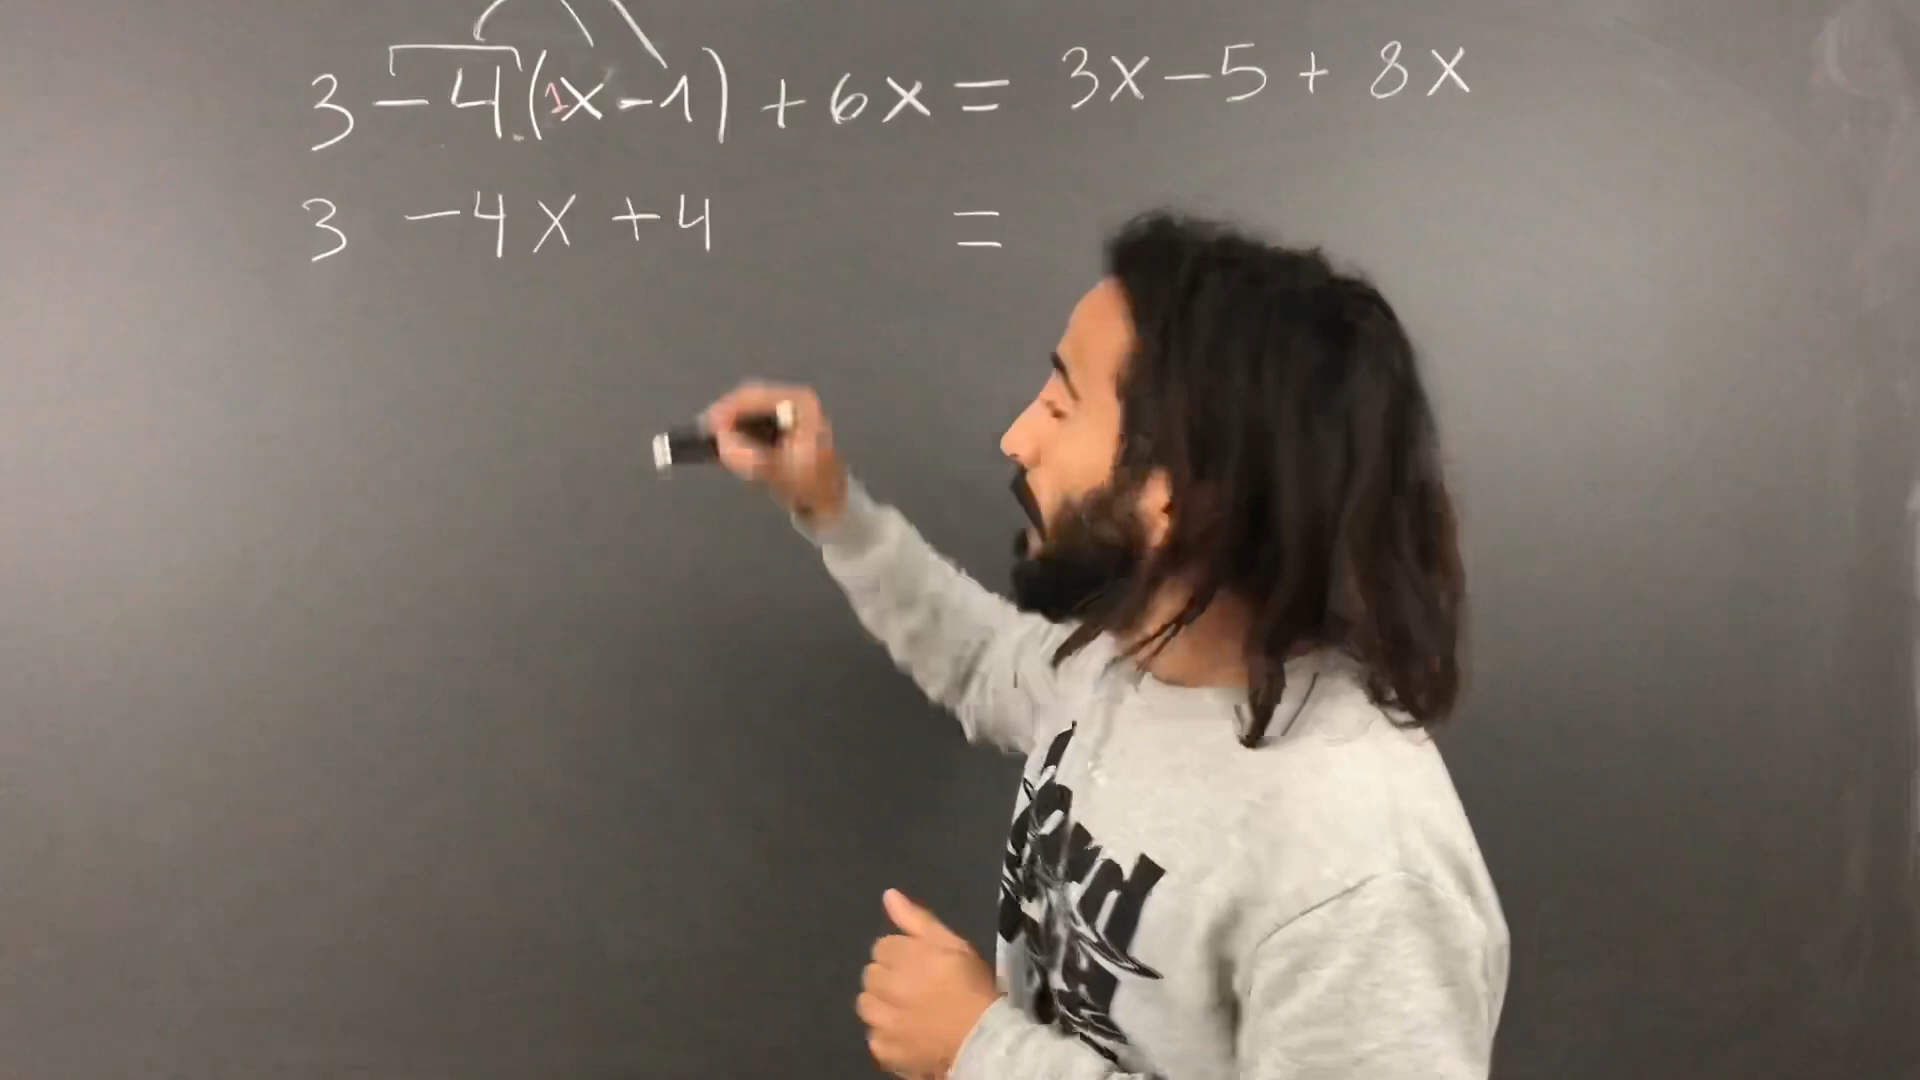 3 - 4(1x - 1) + 6x = 3x - 5 + 8x
3 - 4x + 4 =